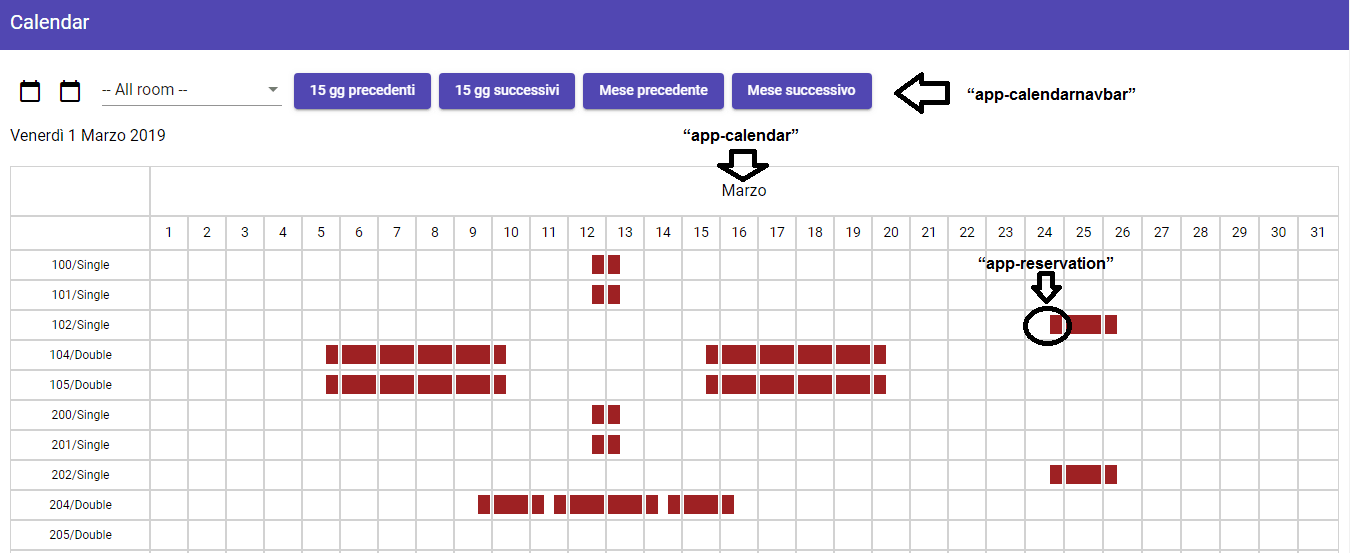 Calendar
-- All room --
15 gg precedenti
15 gg successivi
Mese precedente
Mese successivo
“app-calendarnavbar”
Venerdì 1 Marzo 2019
“app-calendar”
Marzo
1 2 3 4 5 6 7 8 9 10 11 12 13 14 15 16 17 18 19 20 21 22 23 24 25 26 27 28 29 30 31
100/Single
“app-reservation”
101/Single
102/Single
104/Double
105/Double
200/Single
201/Single
202/Single
204/Double
205/Double